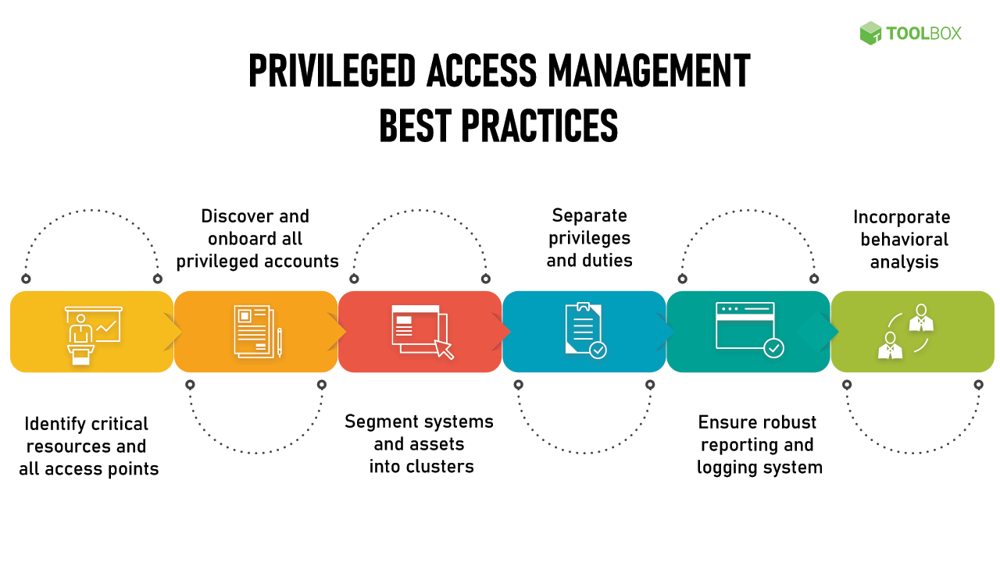 TOOLBOX
PRIVILEGED ACCESS MANAGEMENT
BEST PRACTICES
Identify critical
resources and
all access points
Discover and
onboard all
privileged accounts
Segment systems
and assets
into clusters
Separate
privileges
and duties
Ensure robust
reporting and
logging system
Incorporate
behavioral
analysis